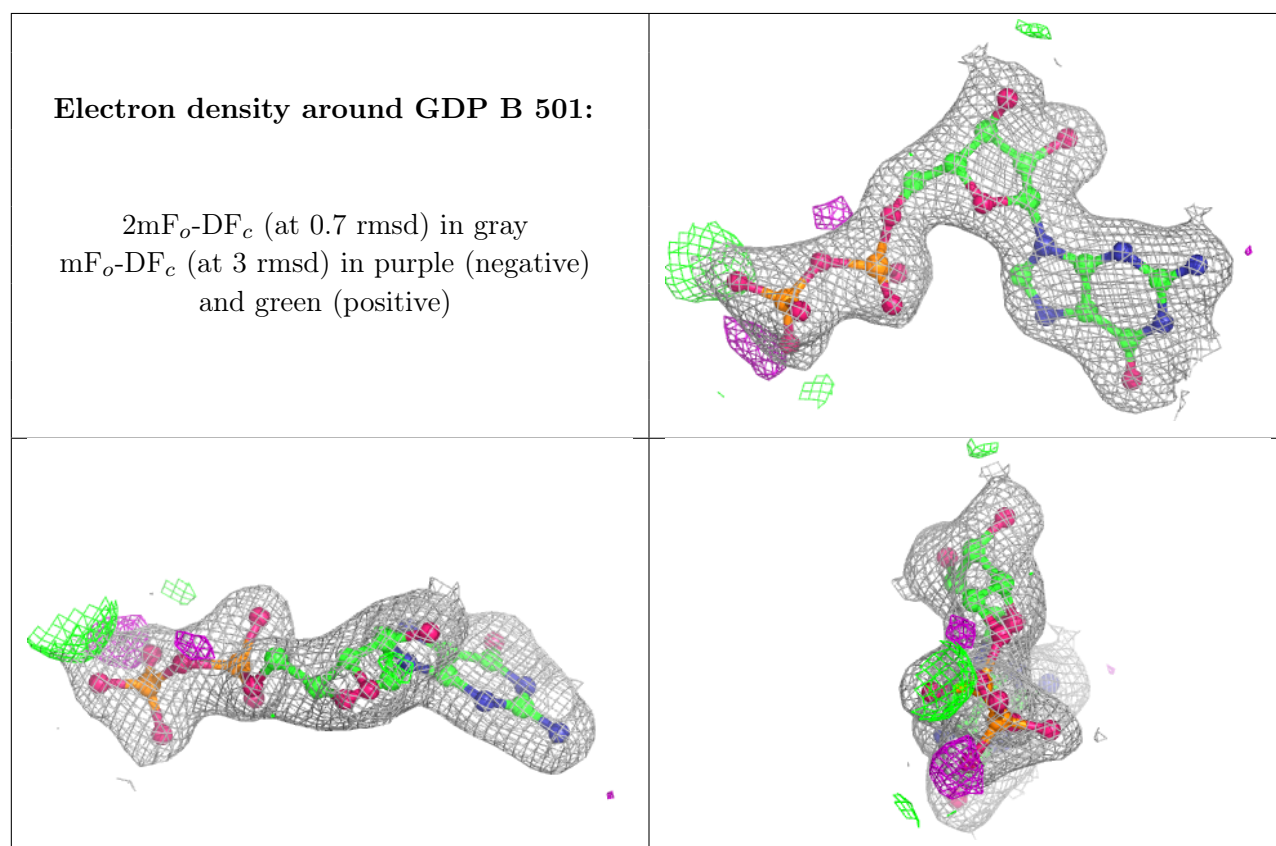 Electron density around GDP B 501:
2mFo-DFc (at 0.7 rmsd) in gray
mFo-DFc (at 3 rmsd) in purple (negative)
and green (positive)